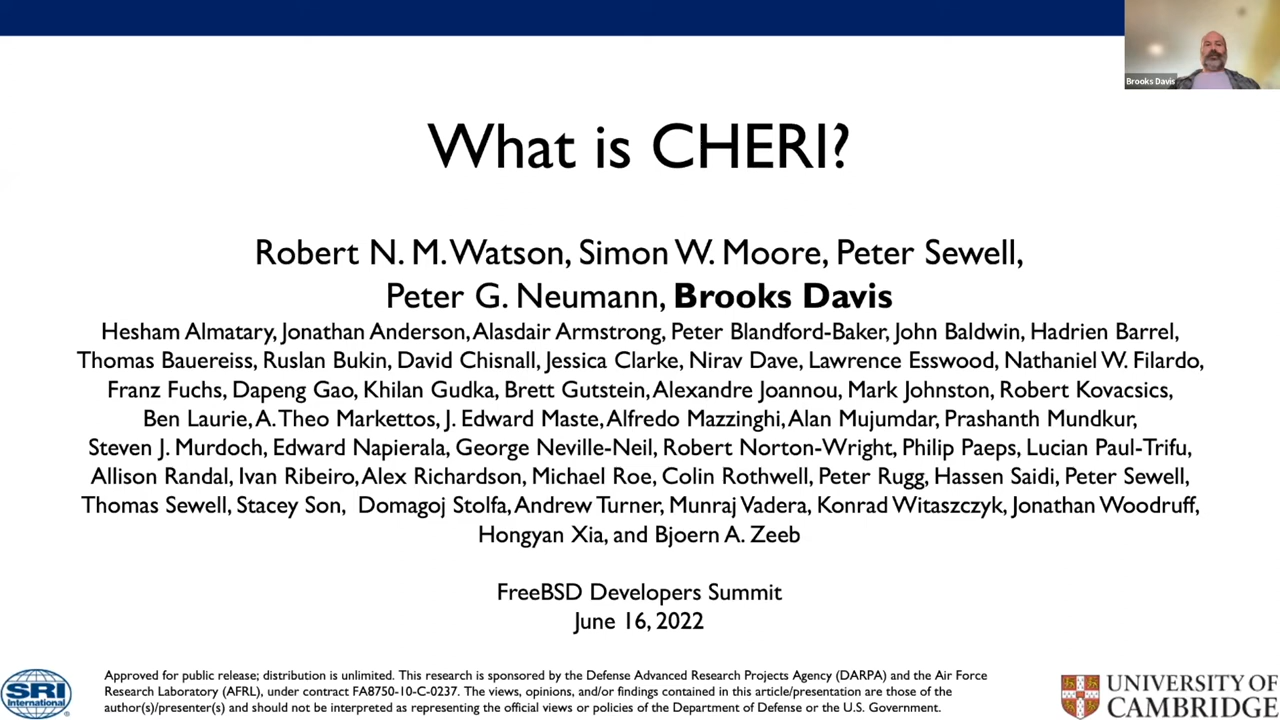 Brooks Davis
What is CHERI?
Robert N. M. Watson, Simon W. Moore, Peter Sewell,
Peter G. Neumann, Brooks Davis
Hesham Almatary, Jonathan Anderson, Alasdair Armstrong, Peter Blandford-Baker, John Baldwin, Hadrien Barrel,
Thomas Bauereiss, Ruslan Bukin, David Chisnall, Jessica Clarke, Nirav Dave, Lawrence Esswood, Nathaniel W. Filardo,
Franz Fuchs, Dapeng Gao, Khilan Gudka, Brett Gutstein, Alexandre Joannou, Mark Johnston, Robert Kovacsics,
Ben Laurie, A. Theo Markettos, J. Edward Maste, Alfredo Mazzinghi, Alan Mujumdar, Prashanth Mundkur,
Steven J. Murdoch, Edward Napierala, George Neville-Neil, Robert Norton-Wright, Philip Paeps, Lucian Paul-Trifu,
Allison Randal, Ivan Ribeiro, Alex Richardson, Michael Roe, Colin Rothwell, Peter Rugg, Hassen Saidi, Peter Sewell,
Thomas Sewell, Stacey Son, Domagoj Stolfa, Andrew Turner, Munraj Vadera, Konrad Witaszczyk, Jonathan Woodruff,
Hongyan Xia, and Bjoern A. Zeeb
FreeBSD Developers Summit
June 16, 2022
SRI
International
Approved for public release; distribution is unlimited. This research is sponsored by the Defense Advanced Research Projects Agency (DARPA) and the Air Force
Research Laboratory (AFRL), under contract FA8750-10-C-0237. The views, opinions, and/or findings contained in this article/presentation are those of the
author(s)/presenter(s) and should not be interpreted as representing the official views or policies of the Department of Defense or the U.S. Government.
UNIVERSITY OF
CAMBRIDGE